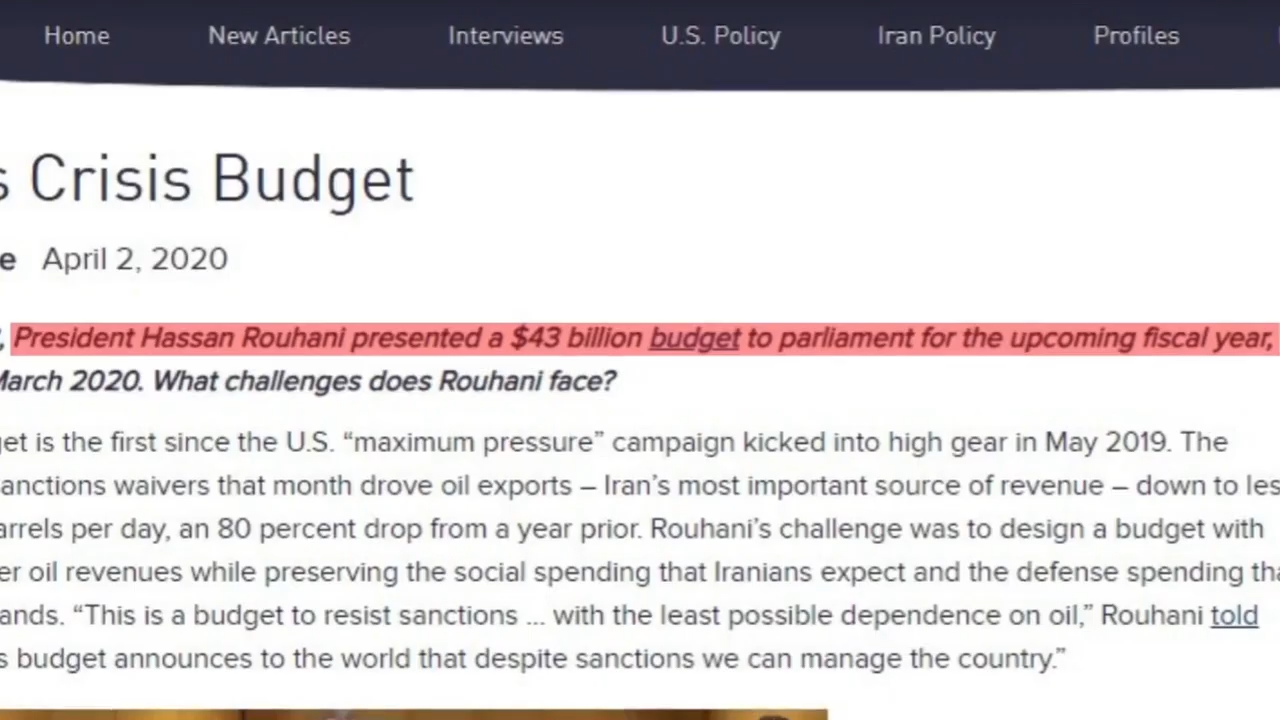 Home New Articles Interviews U.S. Policy Iran Policy Profiles
s Crisis Budget
e April 2, 2020
, President Hassan Rouhani presented a $43 billion budget to parliament for the upcoming fiscal year,
March 2020. What challenges does Rouhani face?
get is the first since the U.S. “maximum pressure” campaign kicked into high gear in May 2019. The
sanctions waivers that month drove oil exports – Iran’s most important source of revenue – down to les
arrels per day, an 80 percent drop from a year prior. Rouhani’s challenge was to design a budget with
er oil revenues while preserving the social spending that Iranians expect and the defense spending tha
ands. “This is a budget to resist sanctions ... with the least possible dependence on oil,” Rouhani told
s budget announces to the world that despite sanctions we can manage the country.”